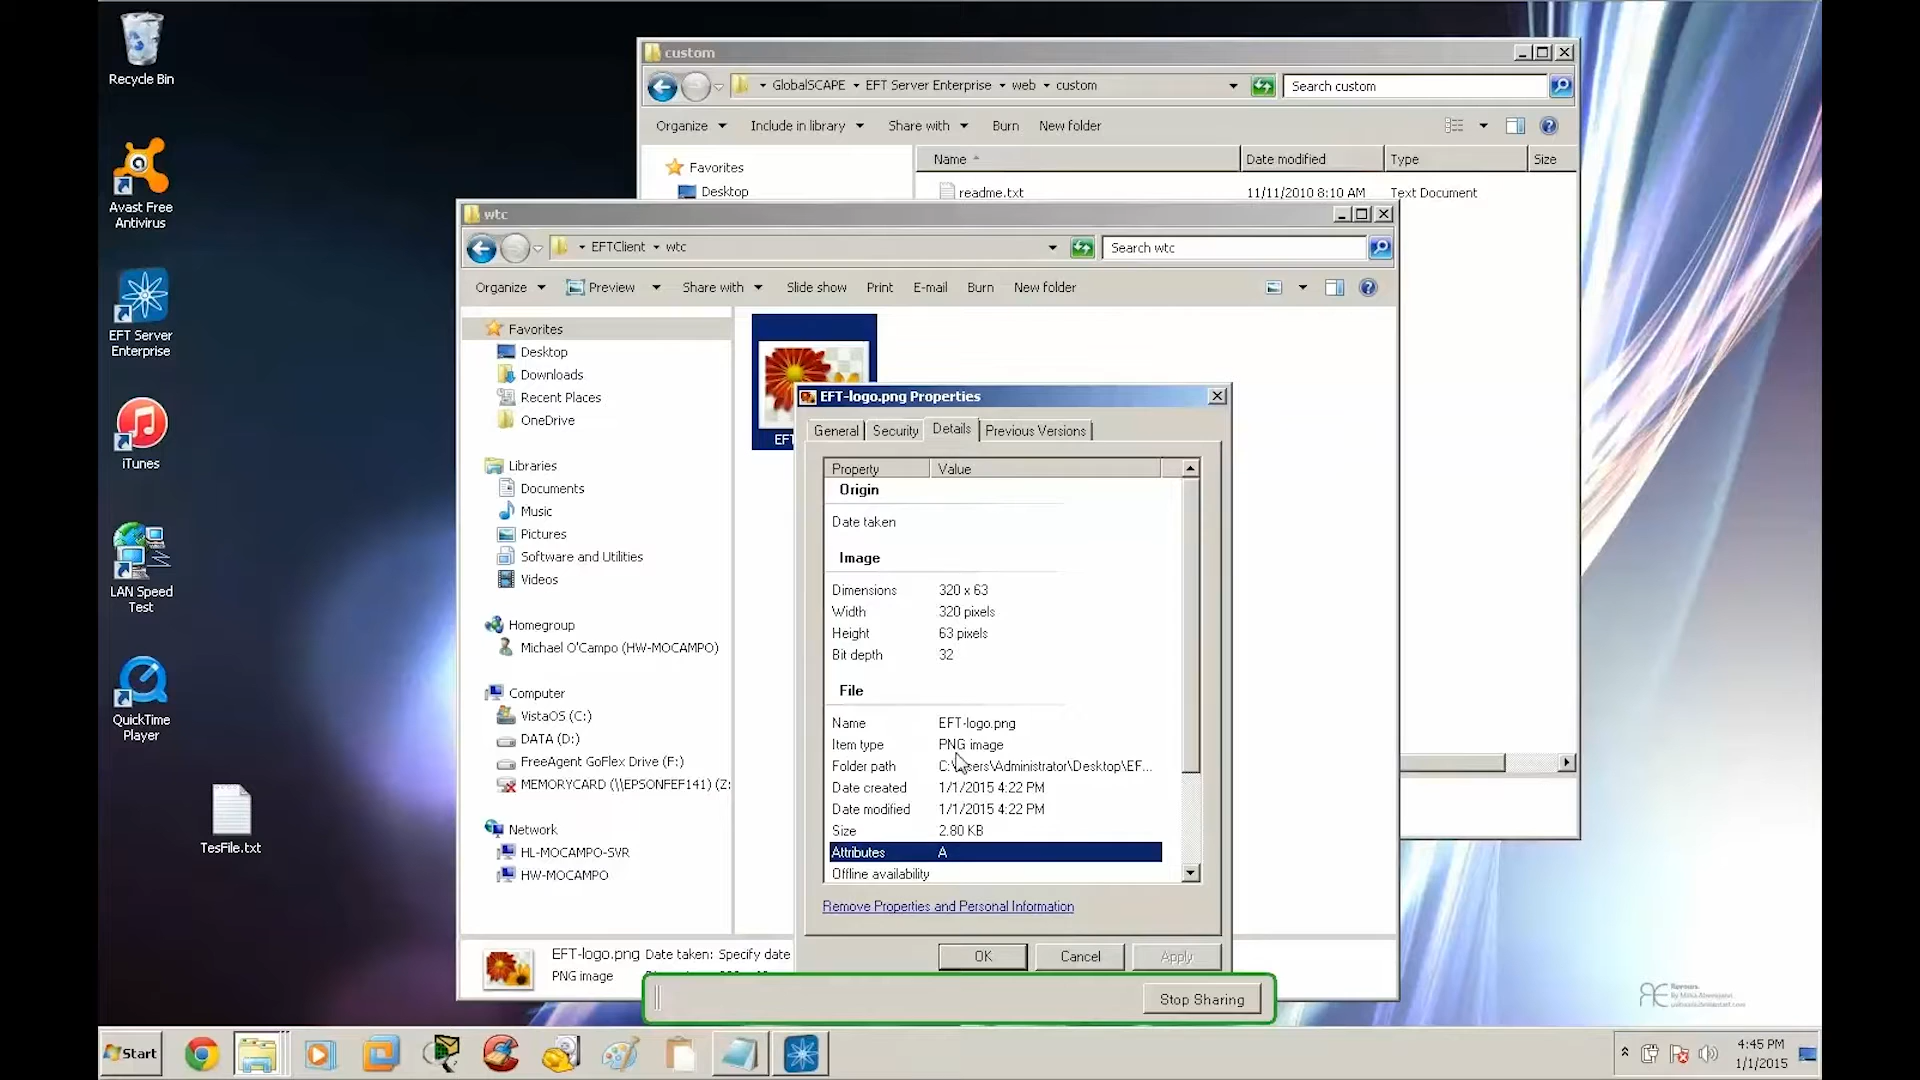 Recycle Bin
Avast Free
Antivirus
EFT Server
Enterprise
iTunes
LAN Speed
Test
QuickTime
Player
TesFile.txt
custom
GlobalSCAPE EFT Server Enterprise web custom
Search custom
Organize Include in library Share with Burn New folder
Favorites
Desktop
Name Date modified Type Size
readme.txt 11/11/2010 8:10 AM Text Document
wtc
EFTClient wtc
Search wtc
Organize Preview Share with Slide show Print E-mail Burn New folder
Favorites
Desktop
Downloads
Recent Places
OneDrive
Libraries
Documents
Music
Pictures
Software and Utilities
Videos
Homegroup
Michael O'Campo (HW-MOCAMPO)
Computer
VistaOS (C:)
DATA (D:)
FreeAgent GoFlex Drive (F:)
MEMORYCARD (\\EPSONFEF141) (Z:
Network
HL-MOCAMPO-SVR
HW-MOCAMPO
EFT
EFT-logo.png Properties
General Security Details Previous Versions
Property Value
Origin
Date taken
Image
Dimensions 320 x 63
Width 320 pixels
Height 63 pixels
Bit depth 32
File
Name EFT-logo.png
Item type PNG image
Folder path C:\Users\Administrator\Desktop\EF...
Date created 1/1/2015 4:22 PM
Date modified 1/1/2015 4:22 PM
Size 2.80 KB
Attributes A
Offline availability
Remove Properties and Personal Information
OK Cancel Apply
EFT-logo.png Date taken: Specify date
PNG image
Stop Sharing
Start
4:45 PM
1/1/2015